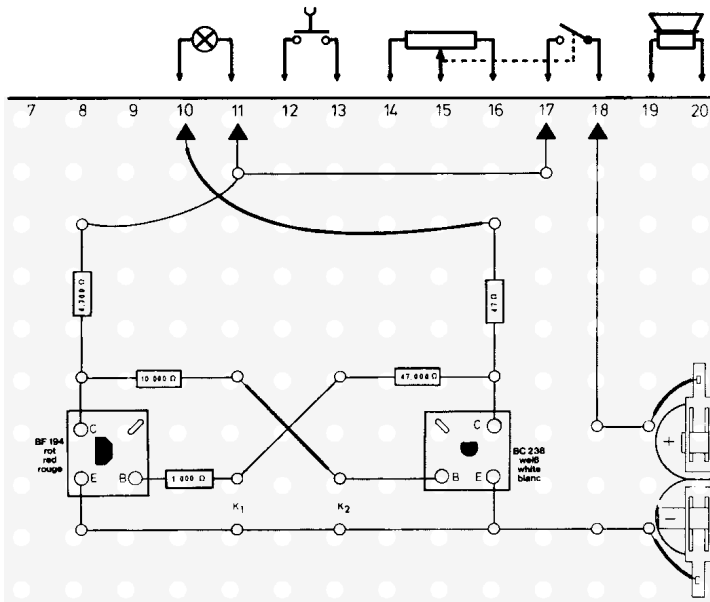 7 8 9 10 11 12 13 14 15 16 17 18 19 20
4.700 Ω
47 Ω
10 000 Ω
47.000 Ω
BF 194
rot
red
rouge
C
E
B
1 000 Ω
C
B
E
BC 238
weiß
white
blanc
+
−
K1
K2